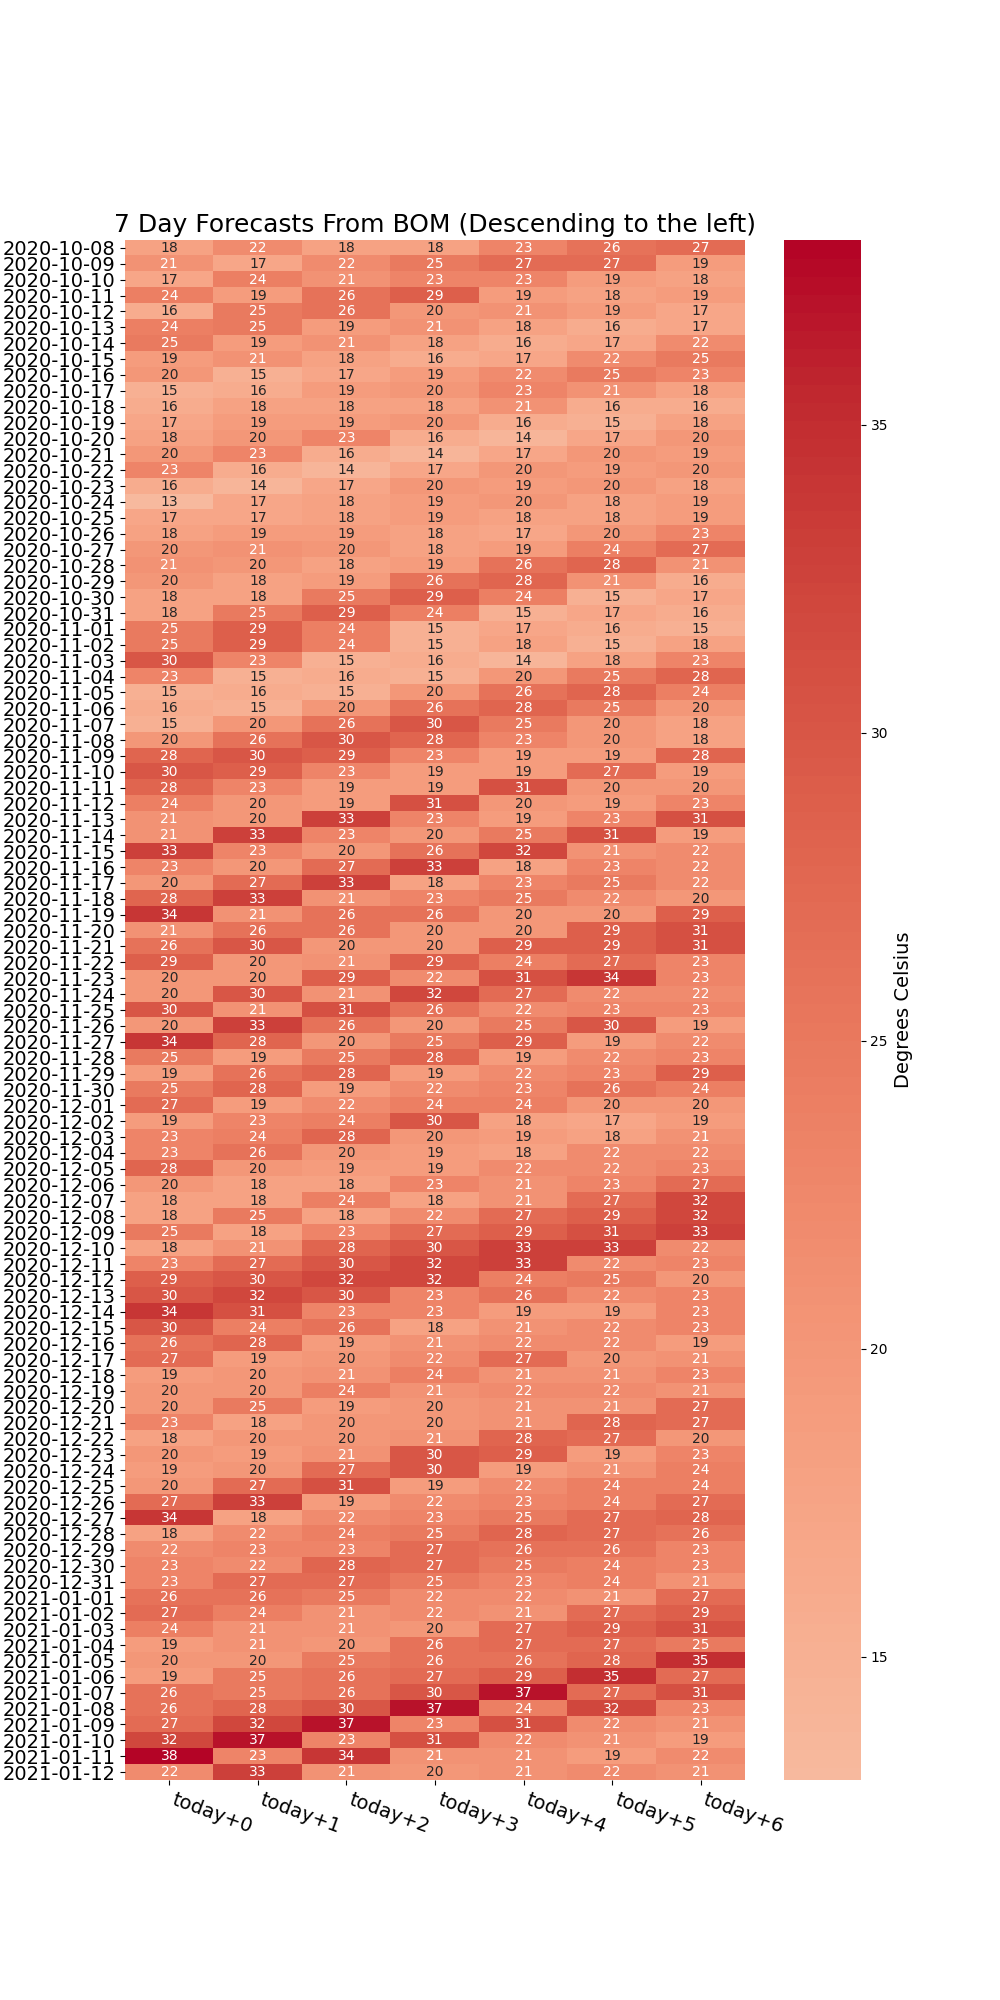 7 Day Forecasts From BOM (Descending to the left)
2020-10-08 18 22 18 18 23 26 27
2020-10-09 21 17 22 25 27 27 19
2020-10-10 17 24 21 23 23 19 18
2020-10-11 24 19 26 29 19 18 19
2020-10-12 16 25 26 20 21 19 17
2020-10-13 24 25 19 21 18 16 17
2020-10-14 25 19 21 18 16 17 22
2020-10-15 19 21 18 16 17 22 25
2020-10-16 20 15 17 19 22 25 23
2020-10-17 15 16 19 20 23 21 18
2020-10-18 16 18 18 18 21 16 16
2020-10-19 17 19 19 20 16 15 18
2020-10-20 18 20 23 16 14 17 20
2020-10-21 20 23 16 14 17 20 19
2020-10-22 23 16 14 17 20 19 20
2020-10-23 16 14 17 20 19 20 18
2020-10-24 13 17 18 19 20 18 19
2020-10-25 17 17 18 19 18 18 19
2020-10-26 18 19 19 18 17 20 23
2020-10-27 20 21 20 18 19 24 27
2020-10-28 21 20 18 19 26 28 21
2020-10-29 20 18 19 26 28 21 16
2020-10-30 18 18 25 29 24 15 17
2020-10-31 18 25 29 24 15 17 16
2020-11-01 25 29 24 15 17 16 15
2020-11-02 25 29 24 15 18 15 18
2020-11-03 30 23 15 16 14 18 23
2020-11-04 23 15 16 15 20 25 28
2020-11-05 15 16 15 20 26 28 24
2020-11-06 16 15 20 26 28 25 20
2020-11-07 15 20 26 30 25 20 18
2020-11-08 20 26 30 28 23 20 18
2020-11-09 28 30 29 23 19 19 28
2020-11-10 30 29 23 19 19 27 19
2020-11-11 28 23 19 19 31 20 20
2020-11-12 24 20 19 31 20 19 23
2020-11-13 21 20 33 23 19 23 31
2020-11-14 21 33 23 20 25 31 19
2020-11-15 33 23 20 26 32 21 22
2020-11-16 23 20 27 33 18 23 22
2020-11-17 20 27 33 18 23 25 22
2020-11-18 28 33 21 23 25 22 20
2020-11-19 34 21 26 26 20 20 29
2020-11-20 21 26 26 20 20 29 31
2020-11-21 26 30 20 20 29 29 31
2020-11-22 29 20 21 29 24 27 23
2020-11-23 20 20 29 22 31 34 23
2020-11-24 20 30 21 32 27 22 22
2020-11-25 30 21 31 26 22 23 23
2020-11-26 20 33 26 20 25 30 19
2020-11-27 34 28 20 25 29 19 22
2020-11-28 25 19 25 28 19 22 23
2020-11-29 19 26 28 19 22 23 29
2020-11-30 25 28 19 22 23 26 24
2020-12-01 27 19 22 24 24 20 20
2020-12-02 19 23 24 30 18 17 19
2020-12-03 23 24 28 20 19 18 21
2020-12-04 23 26 20 19 18 22 22
2020-12-05 28 20 19 19 22 22 23
2020-12-06 20 18 18 23 21 23 27
2020-12-07 18 18 24 18 21 27 32
2020-12-08 18 25 18 22 27 29 32
2020-12-09 25 18 23 27 29 31 33
2020-12-10 18 21 28 30 33 33 22
2020-12-11 23 27 30 32 33 22 23
2020-12-12 29 30 32 32 24 25 20
2020-12-13 30 32 30 23 26 22 23
2020-12-14 34 31 23 23 19 19 23
2020-12-15 30 24 26 18 21 22 23
2020-12-16 26 28 19 21 22 22 19
2020-12-17 27 19 20 22 27 20 21
2020-12-18 19 20 21 24 21 21 23
2020-12-19 20 20 24 21 22 22 21
2020-12-20 20 25 19 20 21 21 27
2020-12-21 23 18 20 20 21 28 27
2020-12-22 18 20 20 21 28 27 20
2020-12-23 20 19 21 30 29 19 23
2020-12-24 19 20 27 30 19 21 24
2020-12-25 20 27 31 19 22 24 24
2020-12-26 27 33 19 22 23 24 27
2020-12-27 34 18 22 23 25 27 28
2020-12-28 18 22 24 25 28 27 26
2020-12-29 22 23 23 27 26 26 23
2020-12-30 23 22 28 27 25 24 23
2020-12-31 23 27 27 25 23 24 21
2021-01-01 26 26 25 22 22 21 27
2021-01-02 27 24 21 22 21 27 29
2021-01-03 24 21 21 20 27 29 31
2021-01-04 19 21 20 26 27 27 25
2021-01-05 20 20 25 26 26 28 35
2021-01-06 19 25 26 27 29 35 27
2021-01-07 26 25 26 30 37 27 31
2021-01-08 26 28 30 37 24 32 23
2021-01-09 27 32 37 23 31 22 21
2021-01-10 32 37 23 31 22 21 19
2021-01-11 38 23 34 21 21 19 22
2021-01-12 22 33 21 20 21 22 21
today+0 today+1 today+2 today+3 today+4 today+5 today+6
35
30
25
20
15
Degrees Celsius